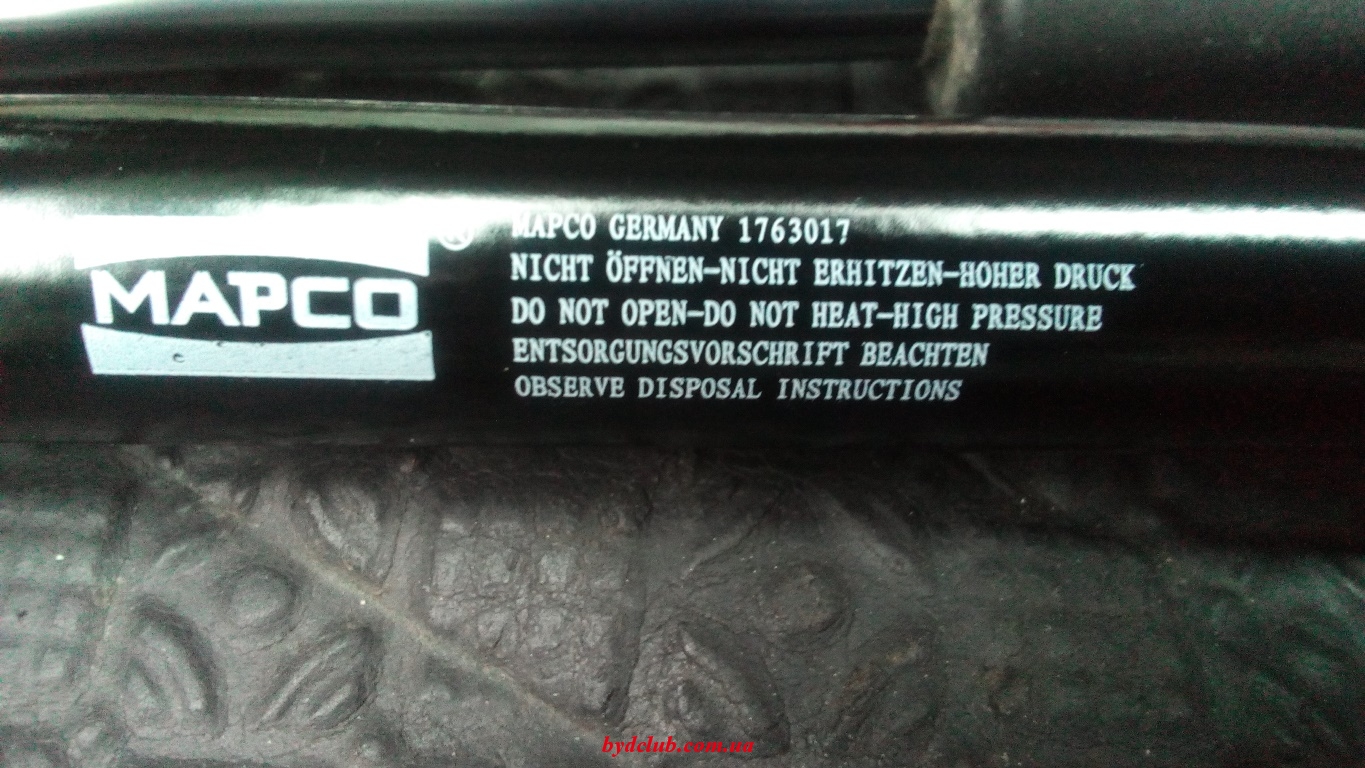 MAPCO
®
MAPCO GERMANY 1763017
NICHT ÖFFNEN-NICHT ERHITZEN-HOHER DRUCK
DO NOT OPEN-DO NOT HEAT-HIGH PRESSURE
ENTSORGUNGSVORSCHRIFT BEACHTEN
OBSERVE DISPOSAL INSTRUCTIONS
bydclub.com.ua